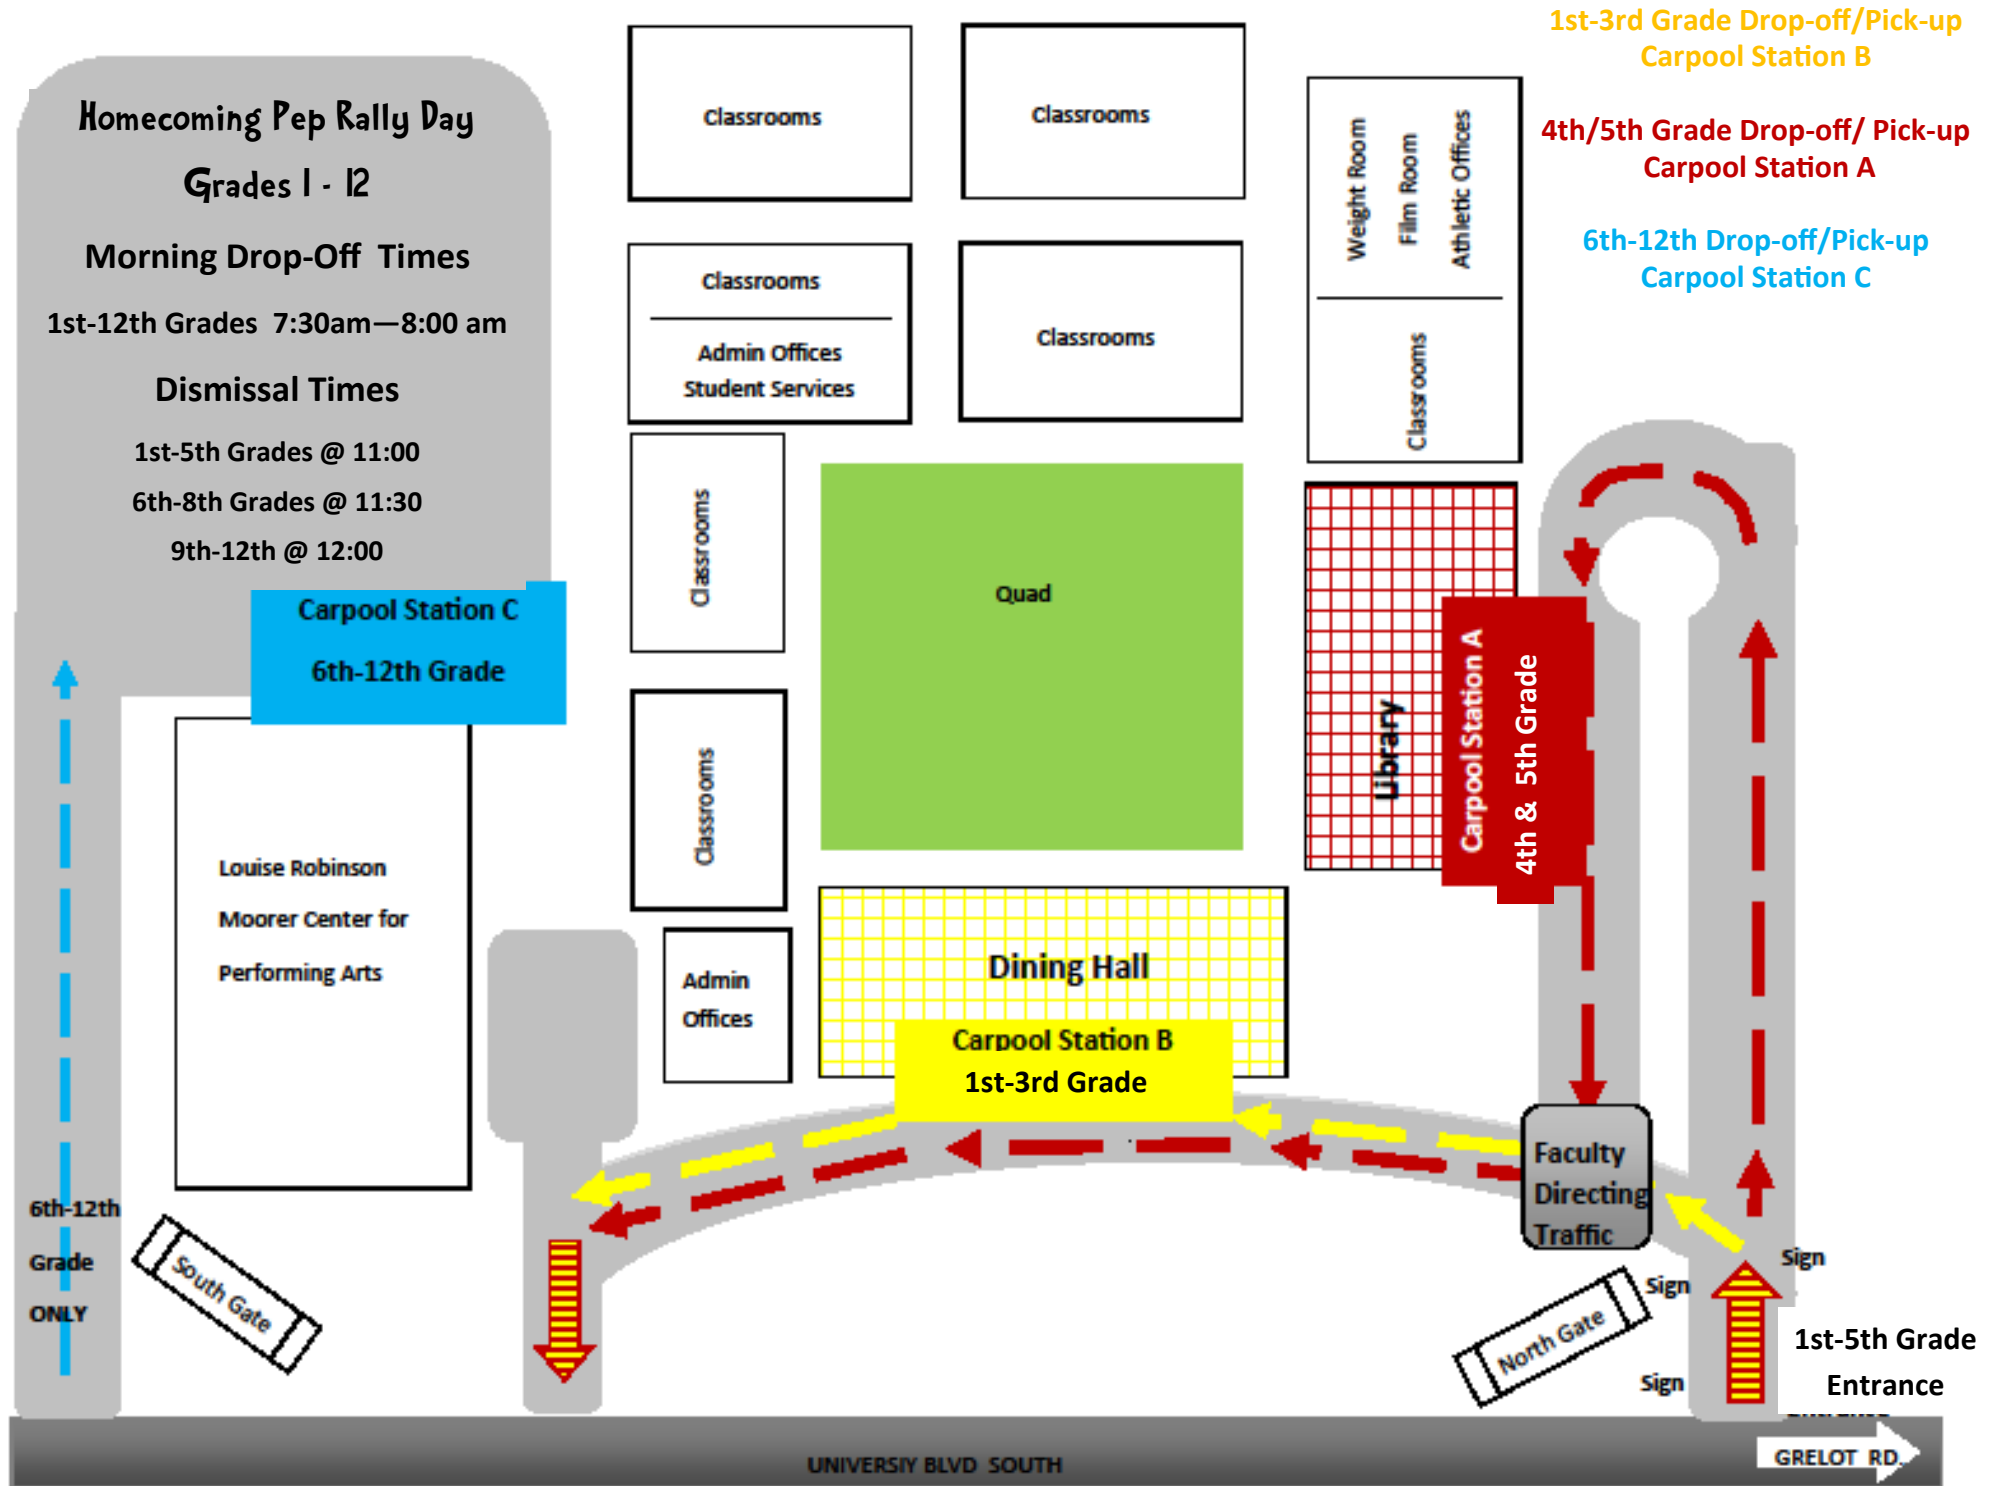 1st-3rd Grade Drop-off/Pick-up
Carpool Station B
4th/5th Grade Drop-off/ Pick-up
Carpool Station A
6th-12th Drop-off/Pick-up
Carpool Station C
Homecoming Pep Rally Day
Grades 1 - 12
Morning Drop-Off Times
1st-12th Grades 7:30am—8:00 am
Dismissal Times
1st-5th Grades @ 11:00
6th-8th Grades @ 11:30
9th-12th @ 12:00
Carpool Station C
6th-12th Grade
Classrooms
Classrooms
Weight Room
Film Room
Athletic Offices
Classrooms
Classrooms
Admin Offices
Student Services
Classrooms
Classrooms
Quad
Library
Carpool Station A
4th & 5th Grade
Classrooms
Louise Robinson
Moorer Center for
Performing Arts
Admin
Offices
Dining Hall
Carpool Station B
1st-3rd Grade
Faculty
Directing
Traffic
6th-12th
Grade
ONLY
South Gate
North Gate
Sign
Sign
Sign
1st-5th Grade
Entrance
UNIVERSIY BLVD SOUTH
GRELOT RD.